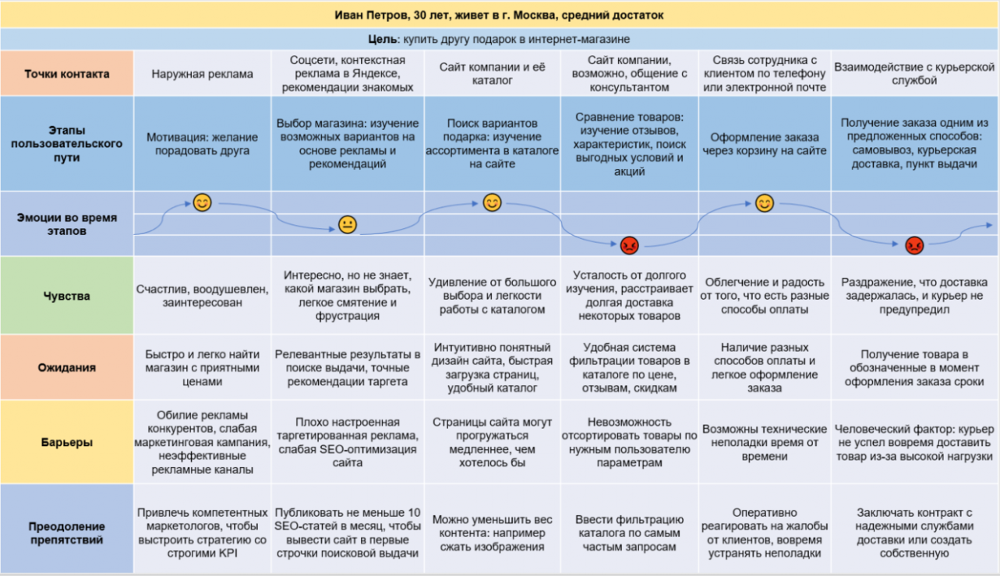 Иван Петров, 30 лет, живет в г. Москва, средний достаток
Цель: купить другу подарок в интернет-магазине
Точки контакта
Наружная реклама
Соцсети, контекстная
реклама в Яндексе,
рекомендации знакомых
Сайт компании и её
каталог
Сайт компании,
возможно, общение с
консультантом
Связь сотрудника с
клиентом по телефону
или электронной почте
Взаимодействие с курьерской
службой
Этапы
пользовательского
пути
Мотивация: желание
порадовать друга
Выбор магазина: изучение
возможных вариантов на
основе рекламы и
рекомендаций
Поиск вариантов
подарка: изучение
ассортимента в каталоге
на сайте
Сравнение товаров:
изучение отзывов,
характеристик, поиск
выгодных условий и
акций
Оформление заказа
через корзину на сайте
Получение заказа одним из
предложенных способов:
самовывоз, курьерская
доставка, пункт выдачи
Эмоции во время
этапов
Чувства
Счастлив, воодушевлен,
заинтересован
Интересно, но не знает,
какой магазин выбрать,
легкое смятение и
фрустрация
Удивление от большого
выбора и легкости
работы с каталогом
Усталость от долгого
изучения, расстраивает
долгая доставка
некоторых товаров
Облегчение и радость
от того, что есть разные
способы оплаты
Раздражение, что доставка
задержалась, и курьер не
предупредил
Ожидания
Быстро и легко найти
магазин с приятными
ценами
Релевантные результаты в
поиске выдачи, точные
рекомендации таргета
Интуитивно понятный
дизайн сайта, быстрая
загрузка страниц,
удобный каталог
Удобная система
фильтрации товаров в
каталоге по цене,
отзывам, скидкам
Наличие разных
способов оплаты и
легкое оформление
заказа
Получение товара в
обозначенные в момент
оформления заказа сроки
Барьеры
Обилие рекламы
конкурентов, слабая
маркетинговая кампания,
неэффективные
рекламные каналы
Плохо настроенная
таргетированная реклама,
слабая SEO-оптимизация
сайта
Страницы сайта могут
прогружаться
медленнее, чем
хотелось бы
Невозможность
отсортировать товары по
нужным пользователю
параметрам
Возможны технические
неполадки время от
времени
Человеческий фактор: курьер
не успел вовремя доставить
товар из-за высокой нагрузки
Преодоление
препятствий
Привлечь компетентных
маркетологов, чтобы
выстроить стратегию со
строгими KPI
Публиковать не меньше 10
SEO-статей в месяц, чтобы
вывести сайт в первые
строчки поисковой выдачи
Можно уменьшить вес
контента: например
сжать изображения
Ввести фильтрацию
каталога по самым
частым запросам
Оперативно
реагировать на жалобы
от клиентов, вовремя
устранять неполадки
Заключать контракт с
надежными службами
доставки или создать
собственную